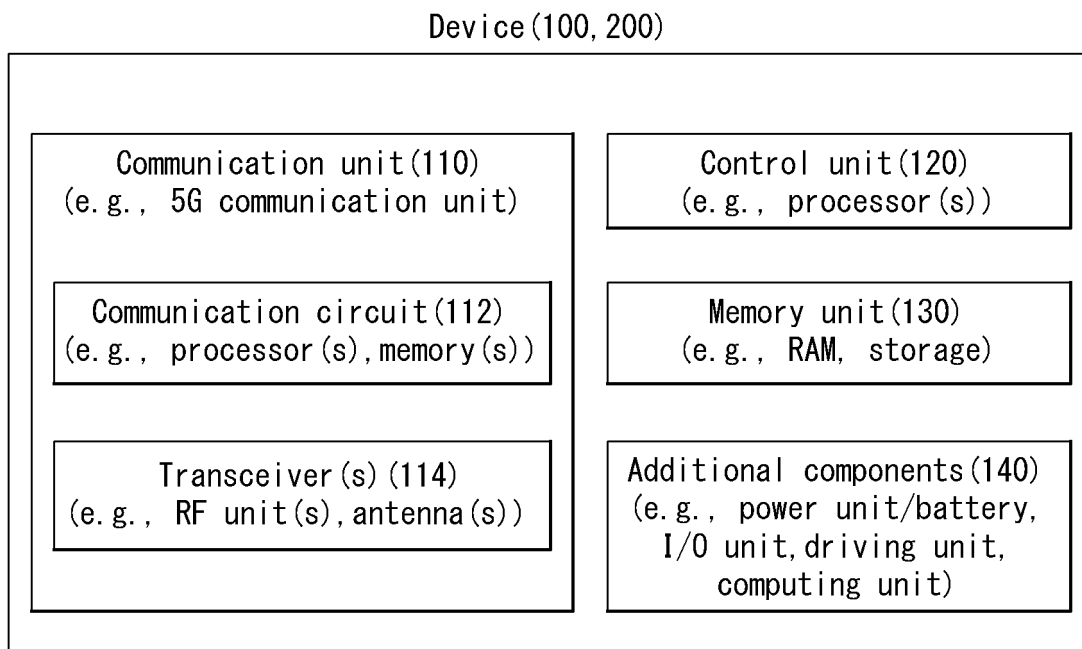 Device(100,200)
Communication unit(110)
(e.g., 5G communication unit)
Communication circuit(112)
(e.g., processor(s),memory(s))
Transceiver(s)(114)
(e.g., RF unit(s),antenna(s))
Control unit(120)
(e.g., processor(s))
Memory unit(130)
(e.g., RAM, storage)
Additional components(140)
(e.g., power unit/battery,
I/O unit,driving unit,
computing unit)